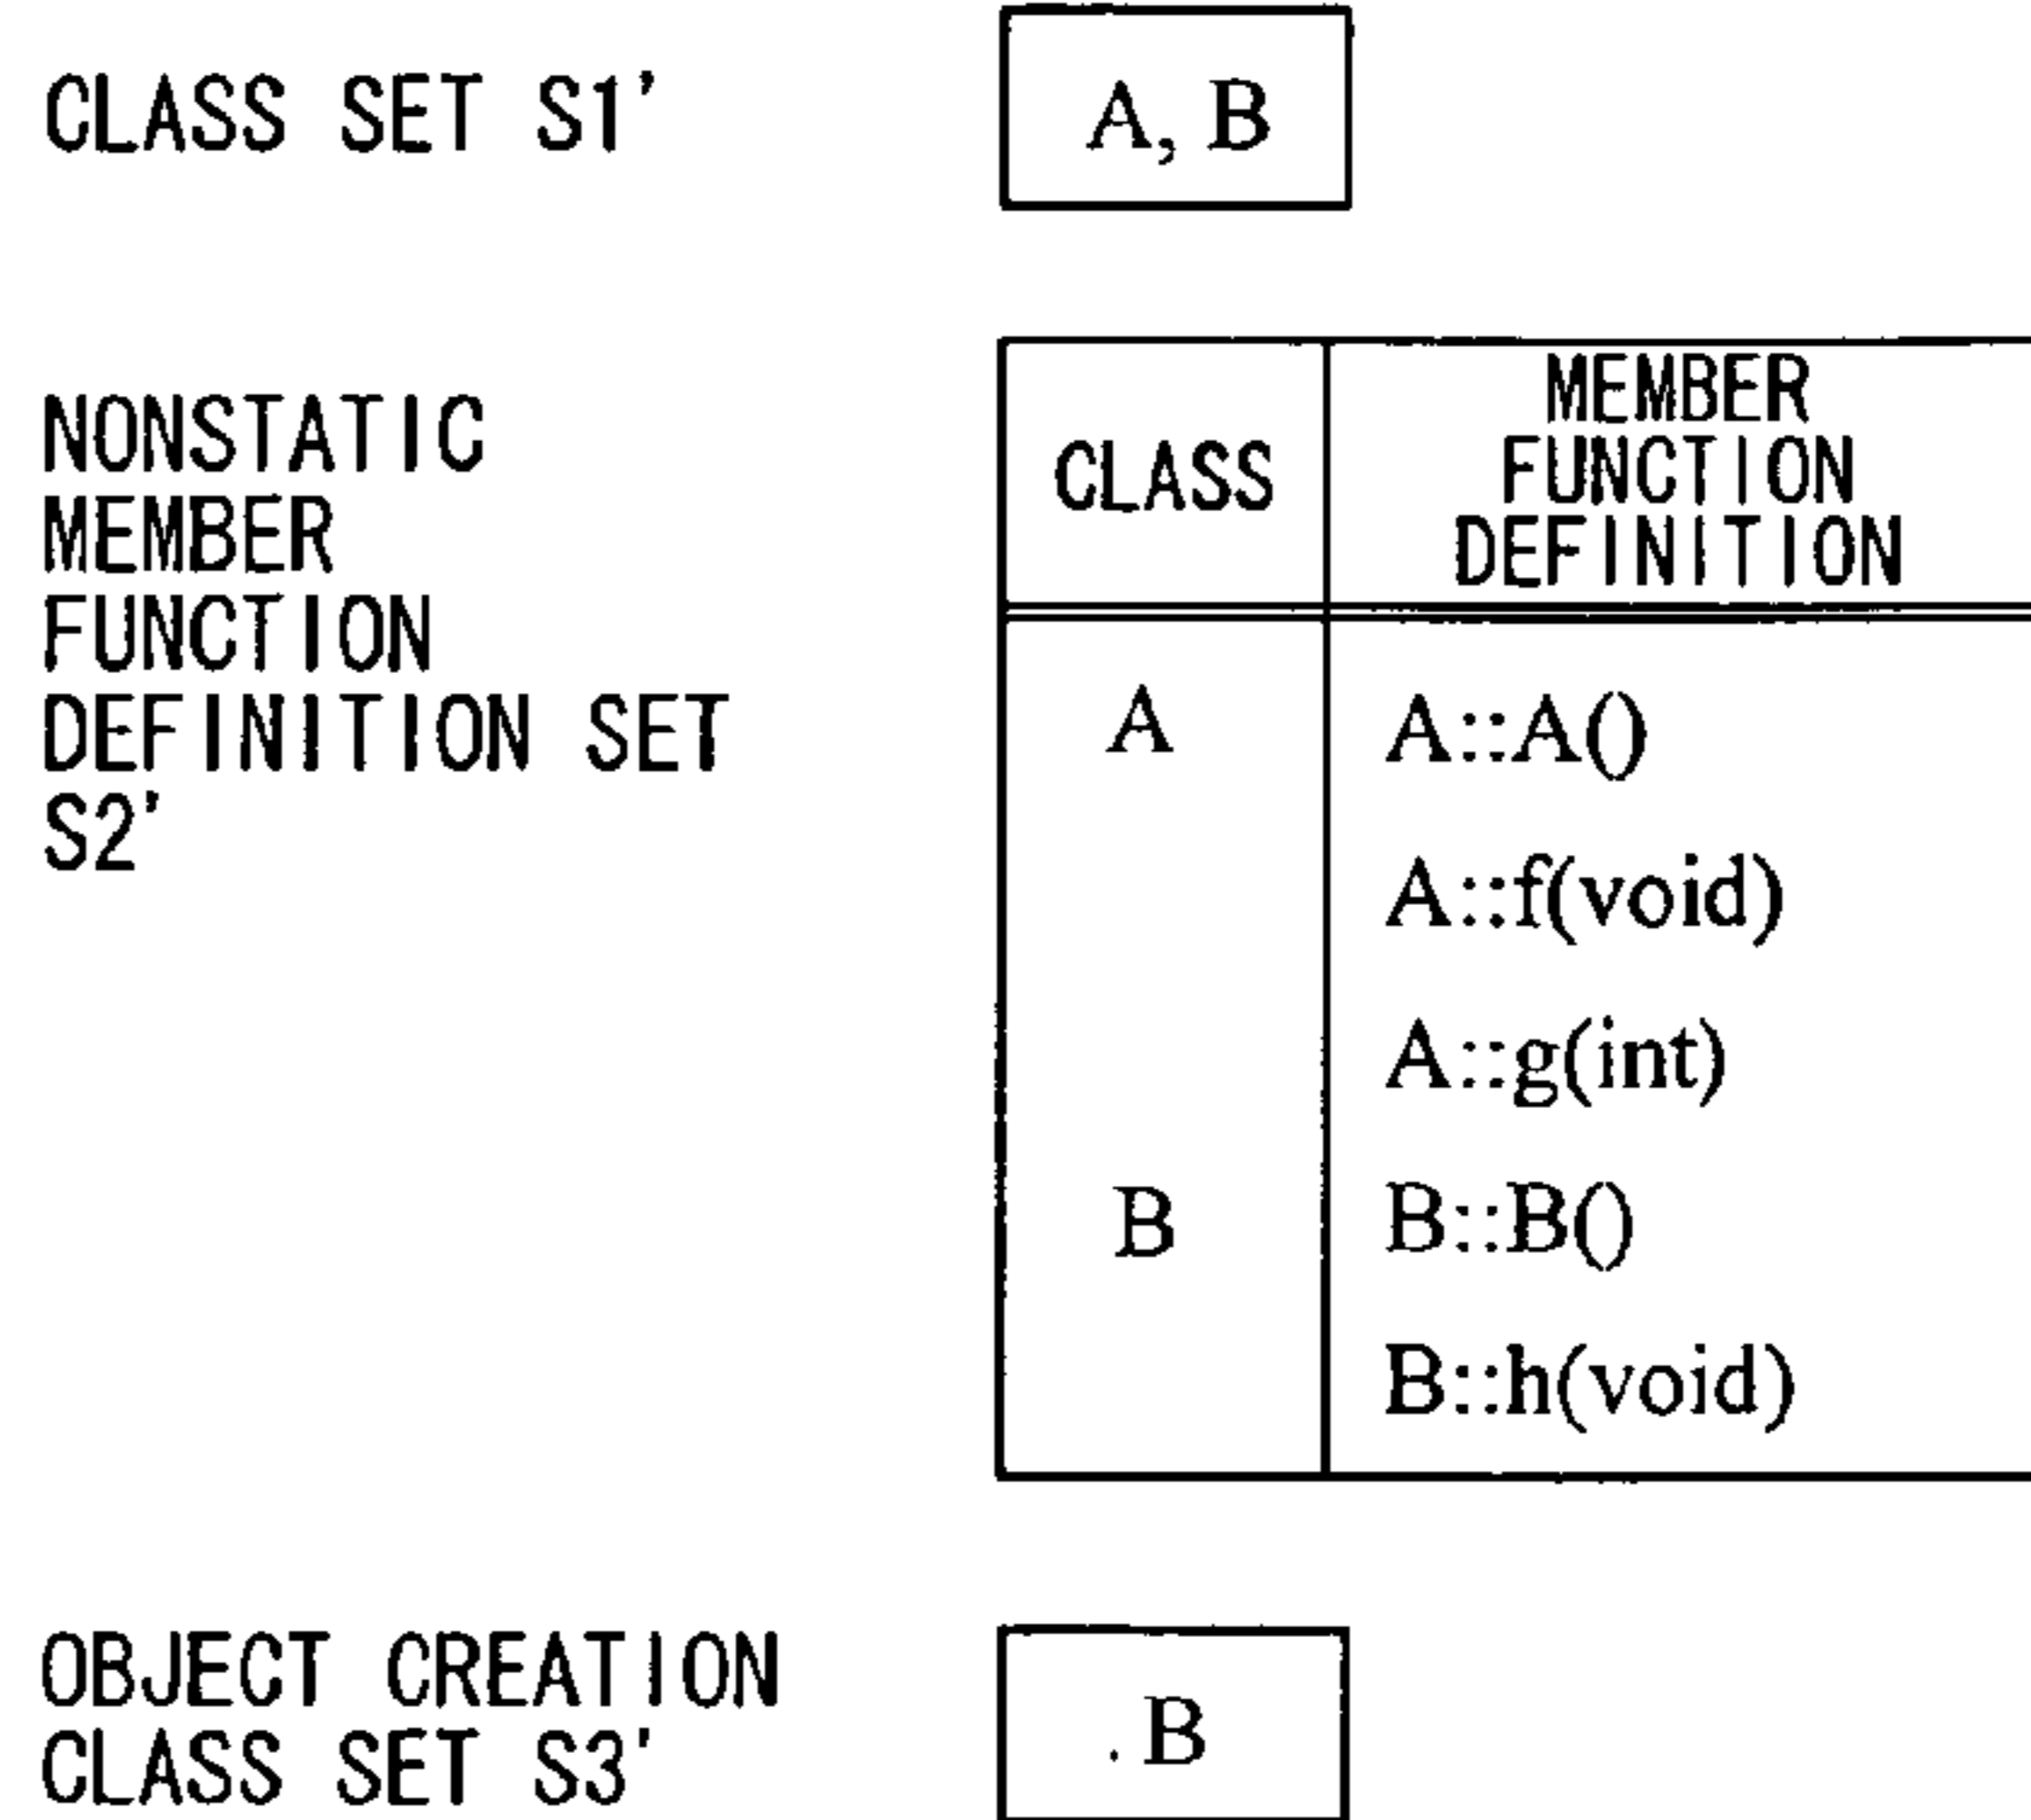 CLASS SET S1'
A, B
NONSTATIC
MEMBER
FUNCTION
DEFINITION SET
S2'
CLASS
MEMBER
FUNCTION
DEFINITION
A A::A()
A::f(void)
A::g(int)
B B::B()
B::h(void)
OBJECT CREATION
CLASS SET S3'
B